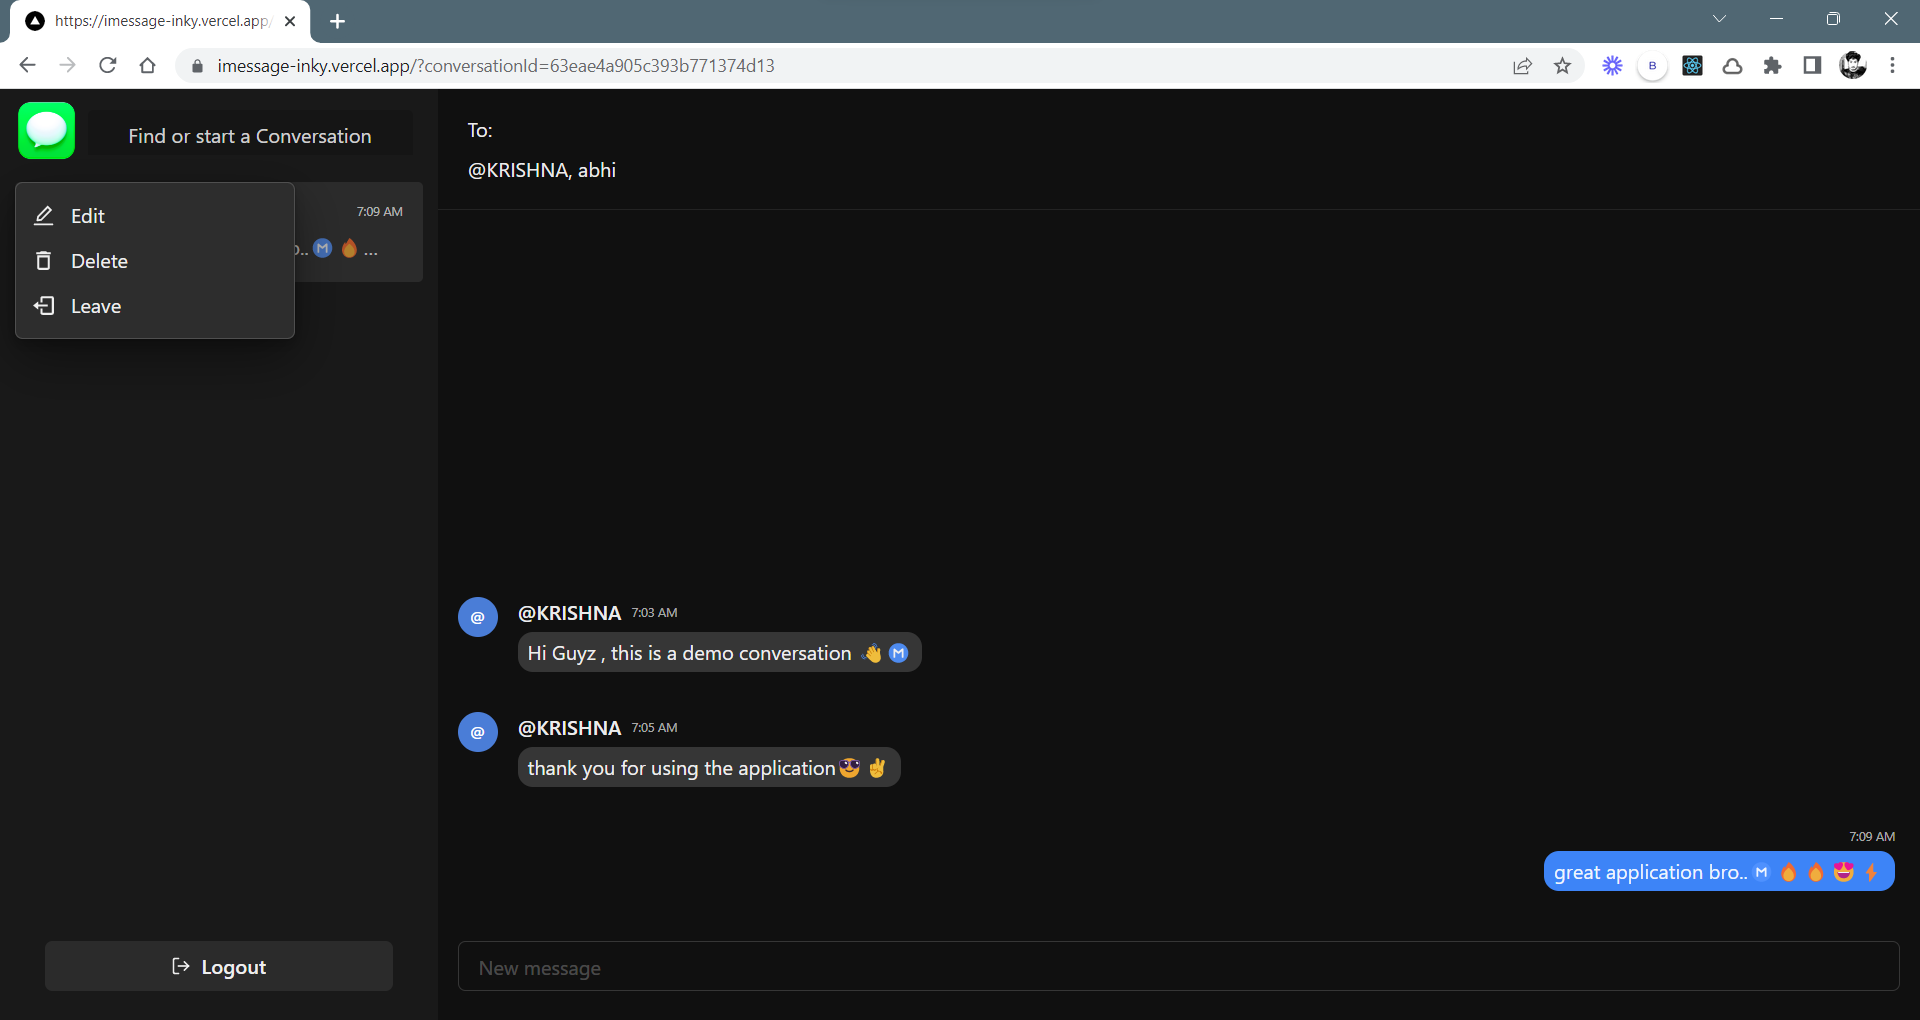 https://imessage-inky.vercel.app/
imessage-inky.vercel.app/?conversationId=63eae4a905c393b771374d13
B
Find or start a Conversation
Edit
Delete
Leave
7:09 AM
..Ⓜ️ 🔥 ...
Logout
To:
@KRISHNA, abhi
@
@KRISHNA 7:03 AM
Hi Guyz , this is a demo conversation 👋 Ⓜ️
@
@KRISHNA 7:05 AM
thank you for using the application😎 ✌️
7:09 AM
great application bro..Ⓜ️ 🔥 🔥 😍 ⚡
New message